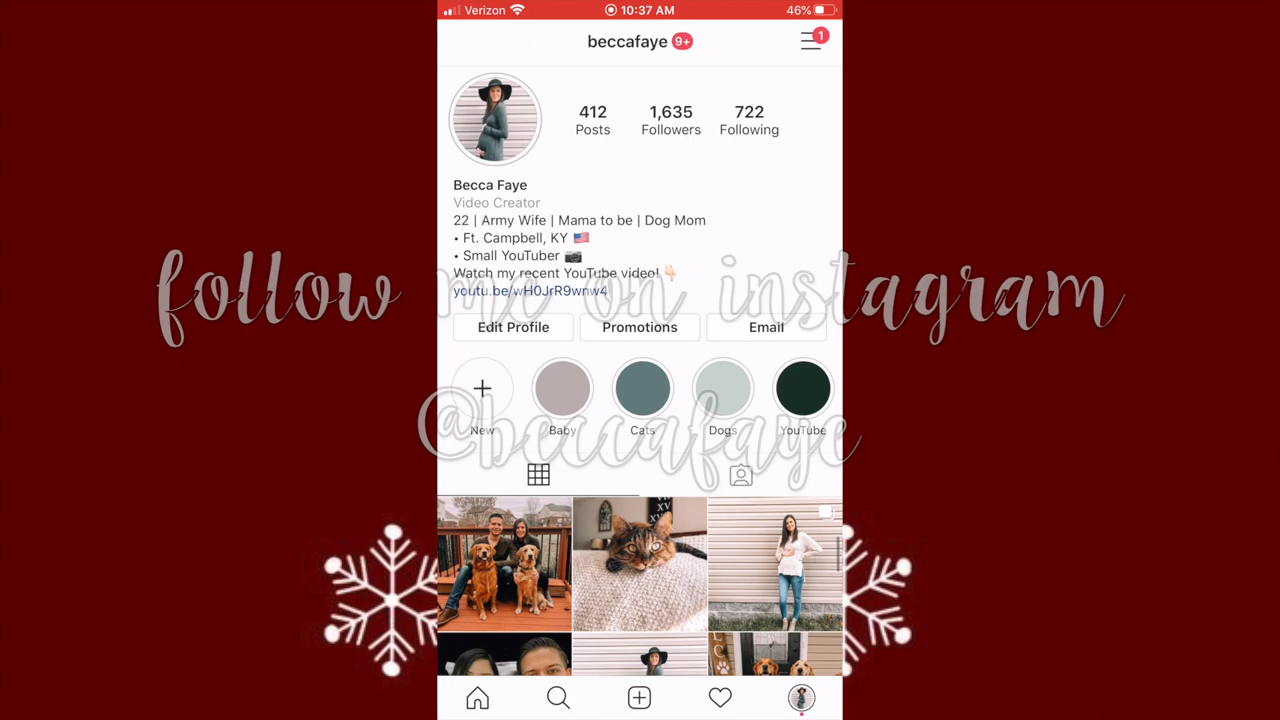 Verizon 10:37 AM 46%
beccafaye 9+
1
412 1,635 722
Posts Followers Following
Becca Faye
Video Creator
22 | Army Wife | Mama to be | Dog Mom
• Ft. Campbell, KY 🇺🇸
• Small YouTuber 📷
Watch my recent YouTube video! 👇🏻
youtu.be/wH0JrR9wnw4
follow me on instagram
Edit Profile Promotions Email
New Baby Cats Dogs YouTube
@beccafaye
XV